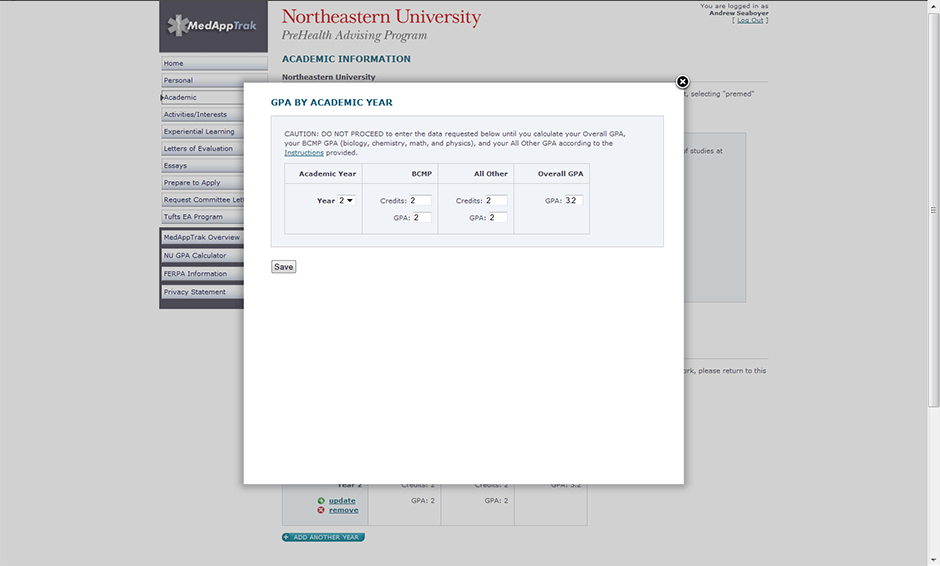 MedAppTrak
Northeastern University
PreHealth Advising Program
You are logged in as
Andrew Seaboyer
[ Log Out ]
Home
Personal
Academic
Activities/Interests
Experiential Learning
Letters of Evaluation
Essays
Prepare to Apply
Request Committee Lett
Tufts EA Program
MedAppTrak Overview
NU GPA Calculator
FERPA Information
Privacy Statement
ACADEMIC INFORMATION
Northeastern University
t, selecting "premed"
of studies at
ork, please return to this
GPA BY ACADEMIC YEAR
CAUTION: DO NOT PROCEED to enter the data requested below until you calculate your Overall GPA,
your BCMP GPA (biology, chemistry, math, and physics), and your All Other GPA according to the
Instructions provided.
Academic Year BCMP All Other Overall GPA
Year 2 Credits: 2 Credits: 2 GPA: 3.2
GPA: 2 GPA: 2
Save
Year 2 Credits: 2 Credits: 2 GPA: 3.2
update GPA: 2 GPA: 2
remove
+ ADD ANOTHER YEAR